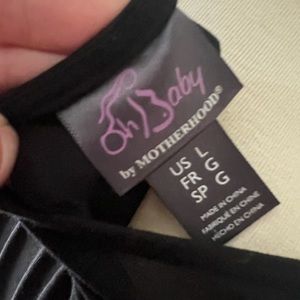 Oh Baby
by MOTHERHOOD®
US L
FR G
SP G
MADE IN CHINA
FABRIQUÉ EN CHINE
HECHO EN CHINA